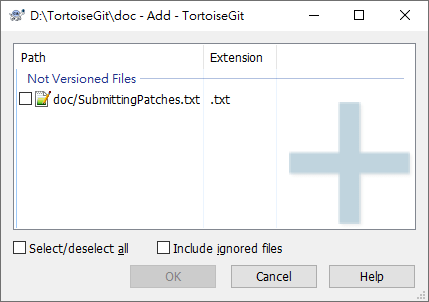 D:\TortoiseGit\doc - Add - TortoiseGit
Path Extension
Not Versioned Files
doc/SubmittingPatches.txt .txt
Select/deselect all Include ignored files
OK Cancel Help